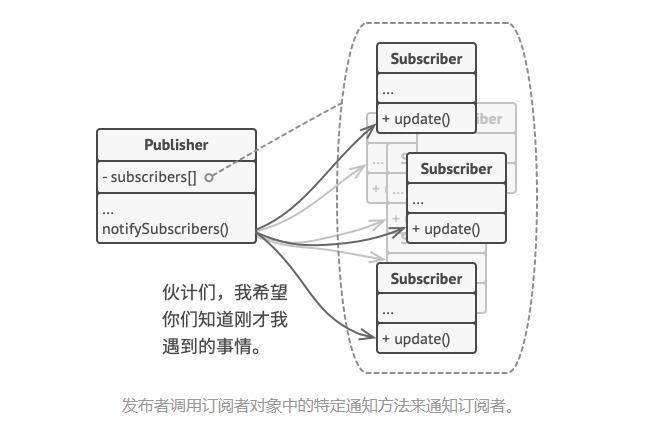 Publisher
- subscribers[]
...
notifySubscribers()
伙计们，我希望
你们知道刚才我
遇到的事情。
Subscriber
...
+ update()
Subscriber
...
+ update()
Subscriber
...
+ update()
发布者调用订阅者对象中的特定通知方法来通知订阅者。